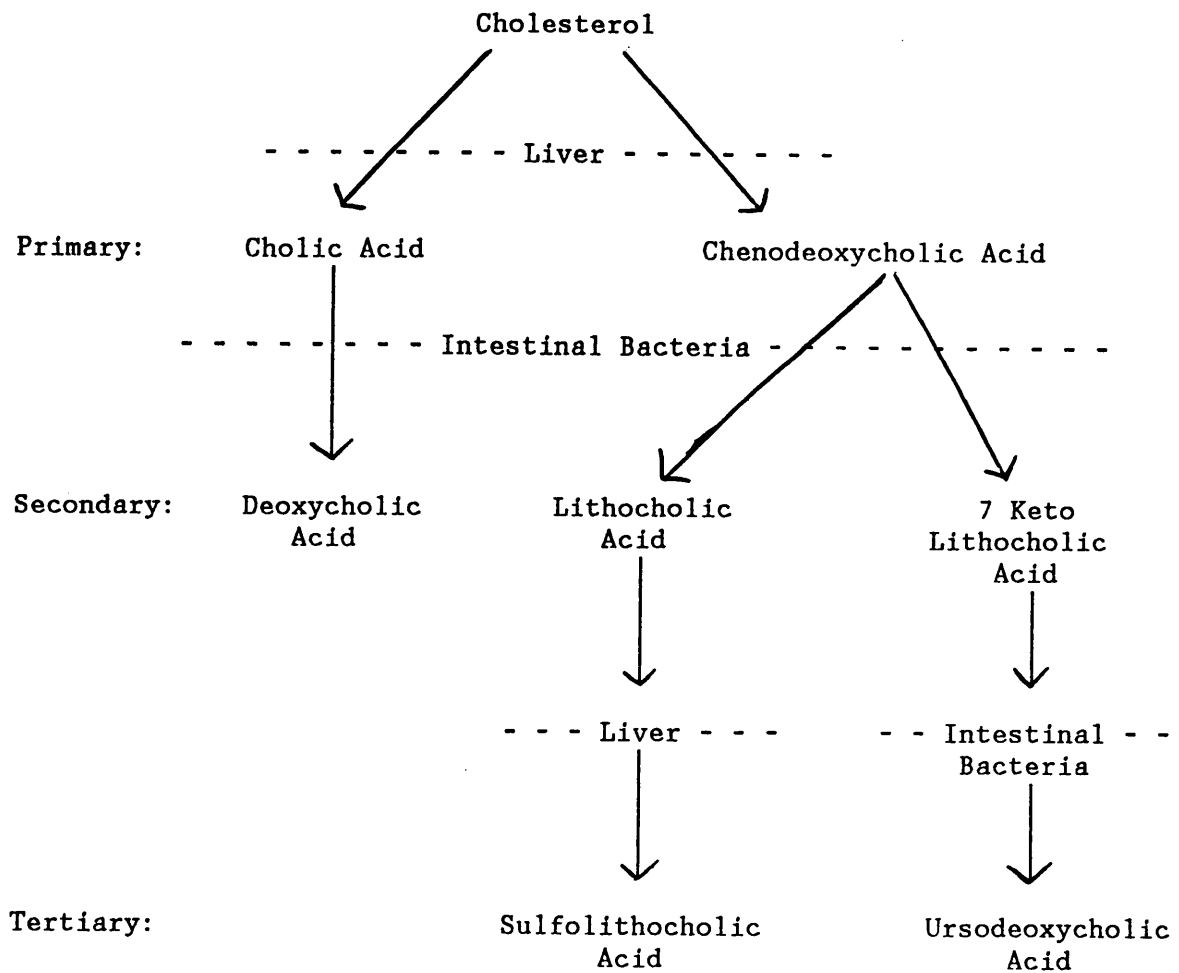 Cholesterol
- - - - - - - - Liver - - - - - - -
Primary: Cholic Acid Chenodeoxycholic Acid
- - - - - - - - Intestinal Bacteria - - - - - - - - - - -
Secondary: Deoxycholic Lithocholic 7 Keto
Acid Acid Lithocholic
Acid
- - - Liver - - - - - Intestinal - -
Bacteria
Tertiary: Sulfolithocholic Ursodeoxycholic
Acid Acid